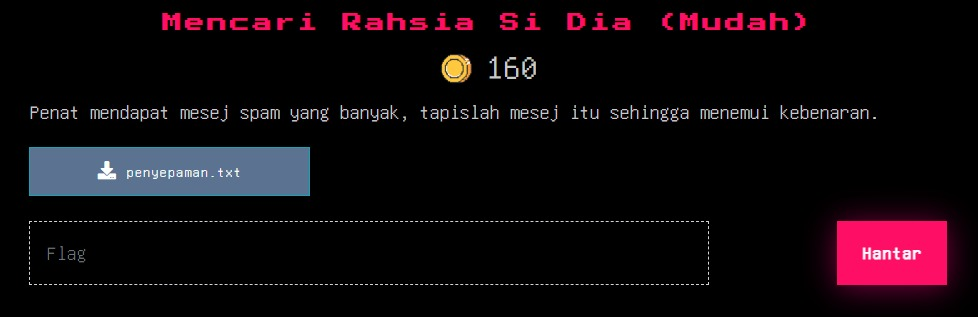 Mencari Rahsia Si Dia (Mudah)
160
Penat mendapat mesej spam yang banyak, tapislah mesej itu sehingga menemui kebenaran.
penyepaman.txt
Flag
Hantar